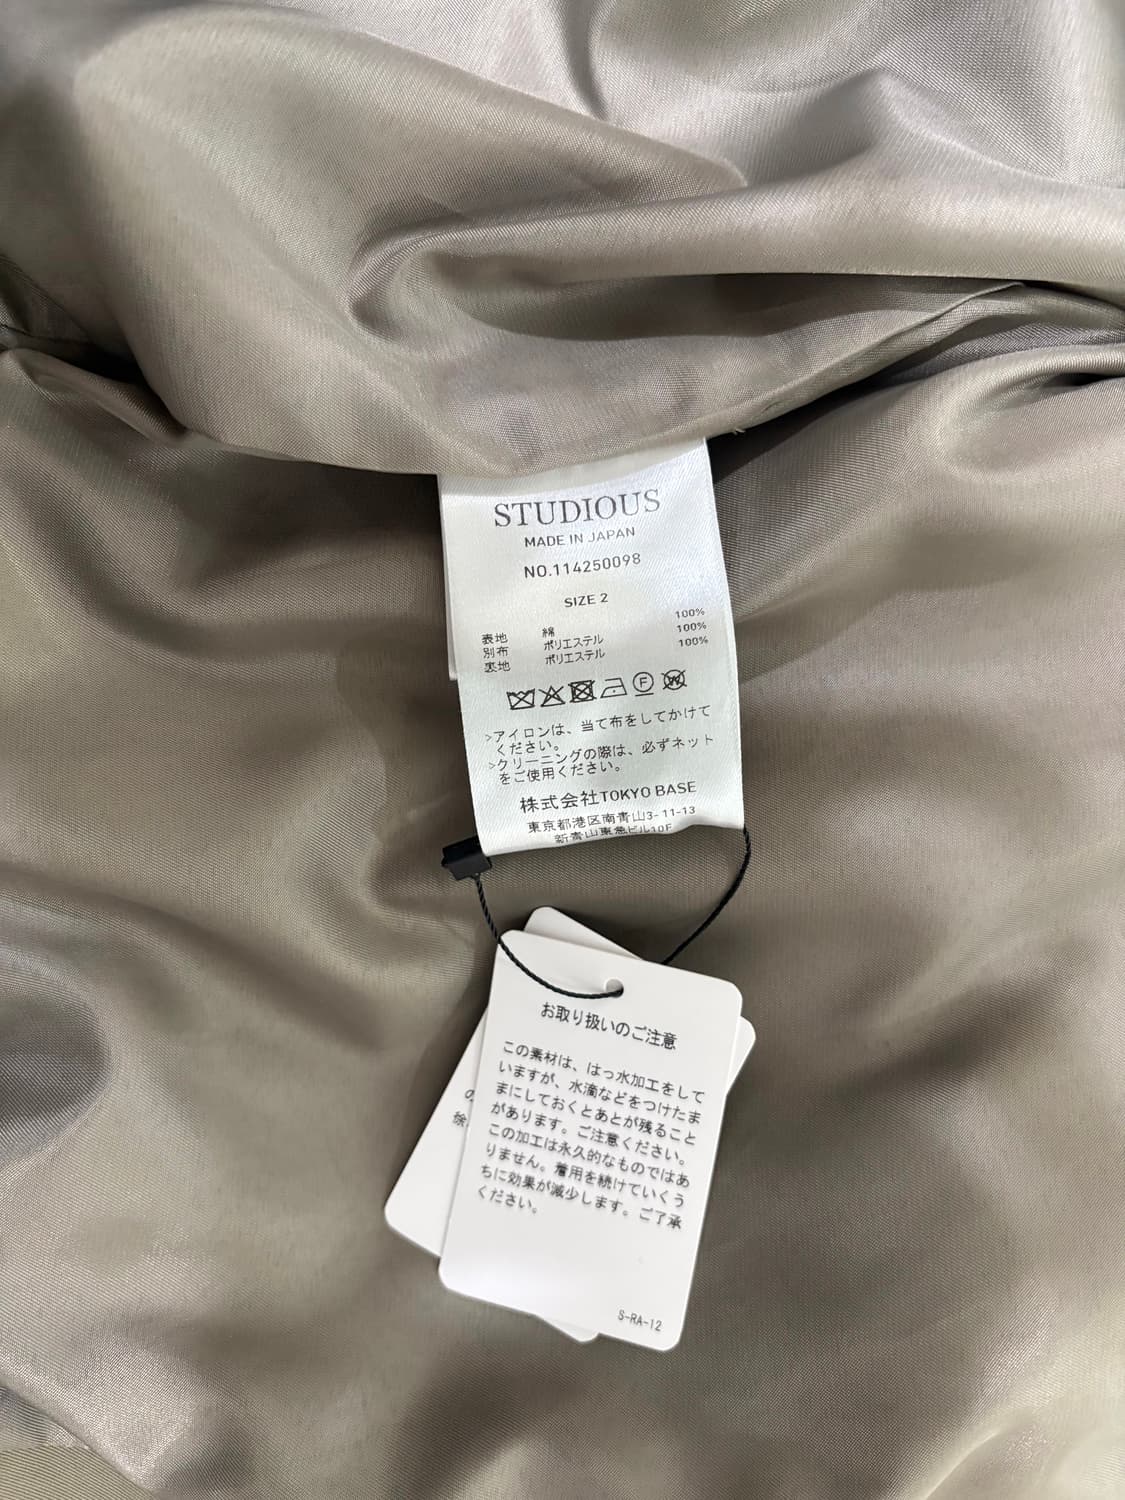 STUDIOUS
MADE IN JAPAN
NO.114250098
SIZE 2
表地 綿 100%
別布 ポリエステル 100%
裏地 ポリエステル 100%
F
W
>アイロンは、当て布をしてかけて
ください。
>クリーニングの際は、必ずネット
をご使用ください。
株式会社TOKYO BASE
東京都港区南青山3-11-13
新青山東急ビル10F
お取り扱いのご注意
この素材は、はっ水加工をして
いますが、水滴などをつけたま
まにしておくとあとが残ること
があります。ご注意ください。
この加工は永久的なものではあ
りません。着用を続けていくう
ちに効果が減少します。ご了承
ください。
S-RA-12
の
徐